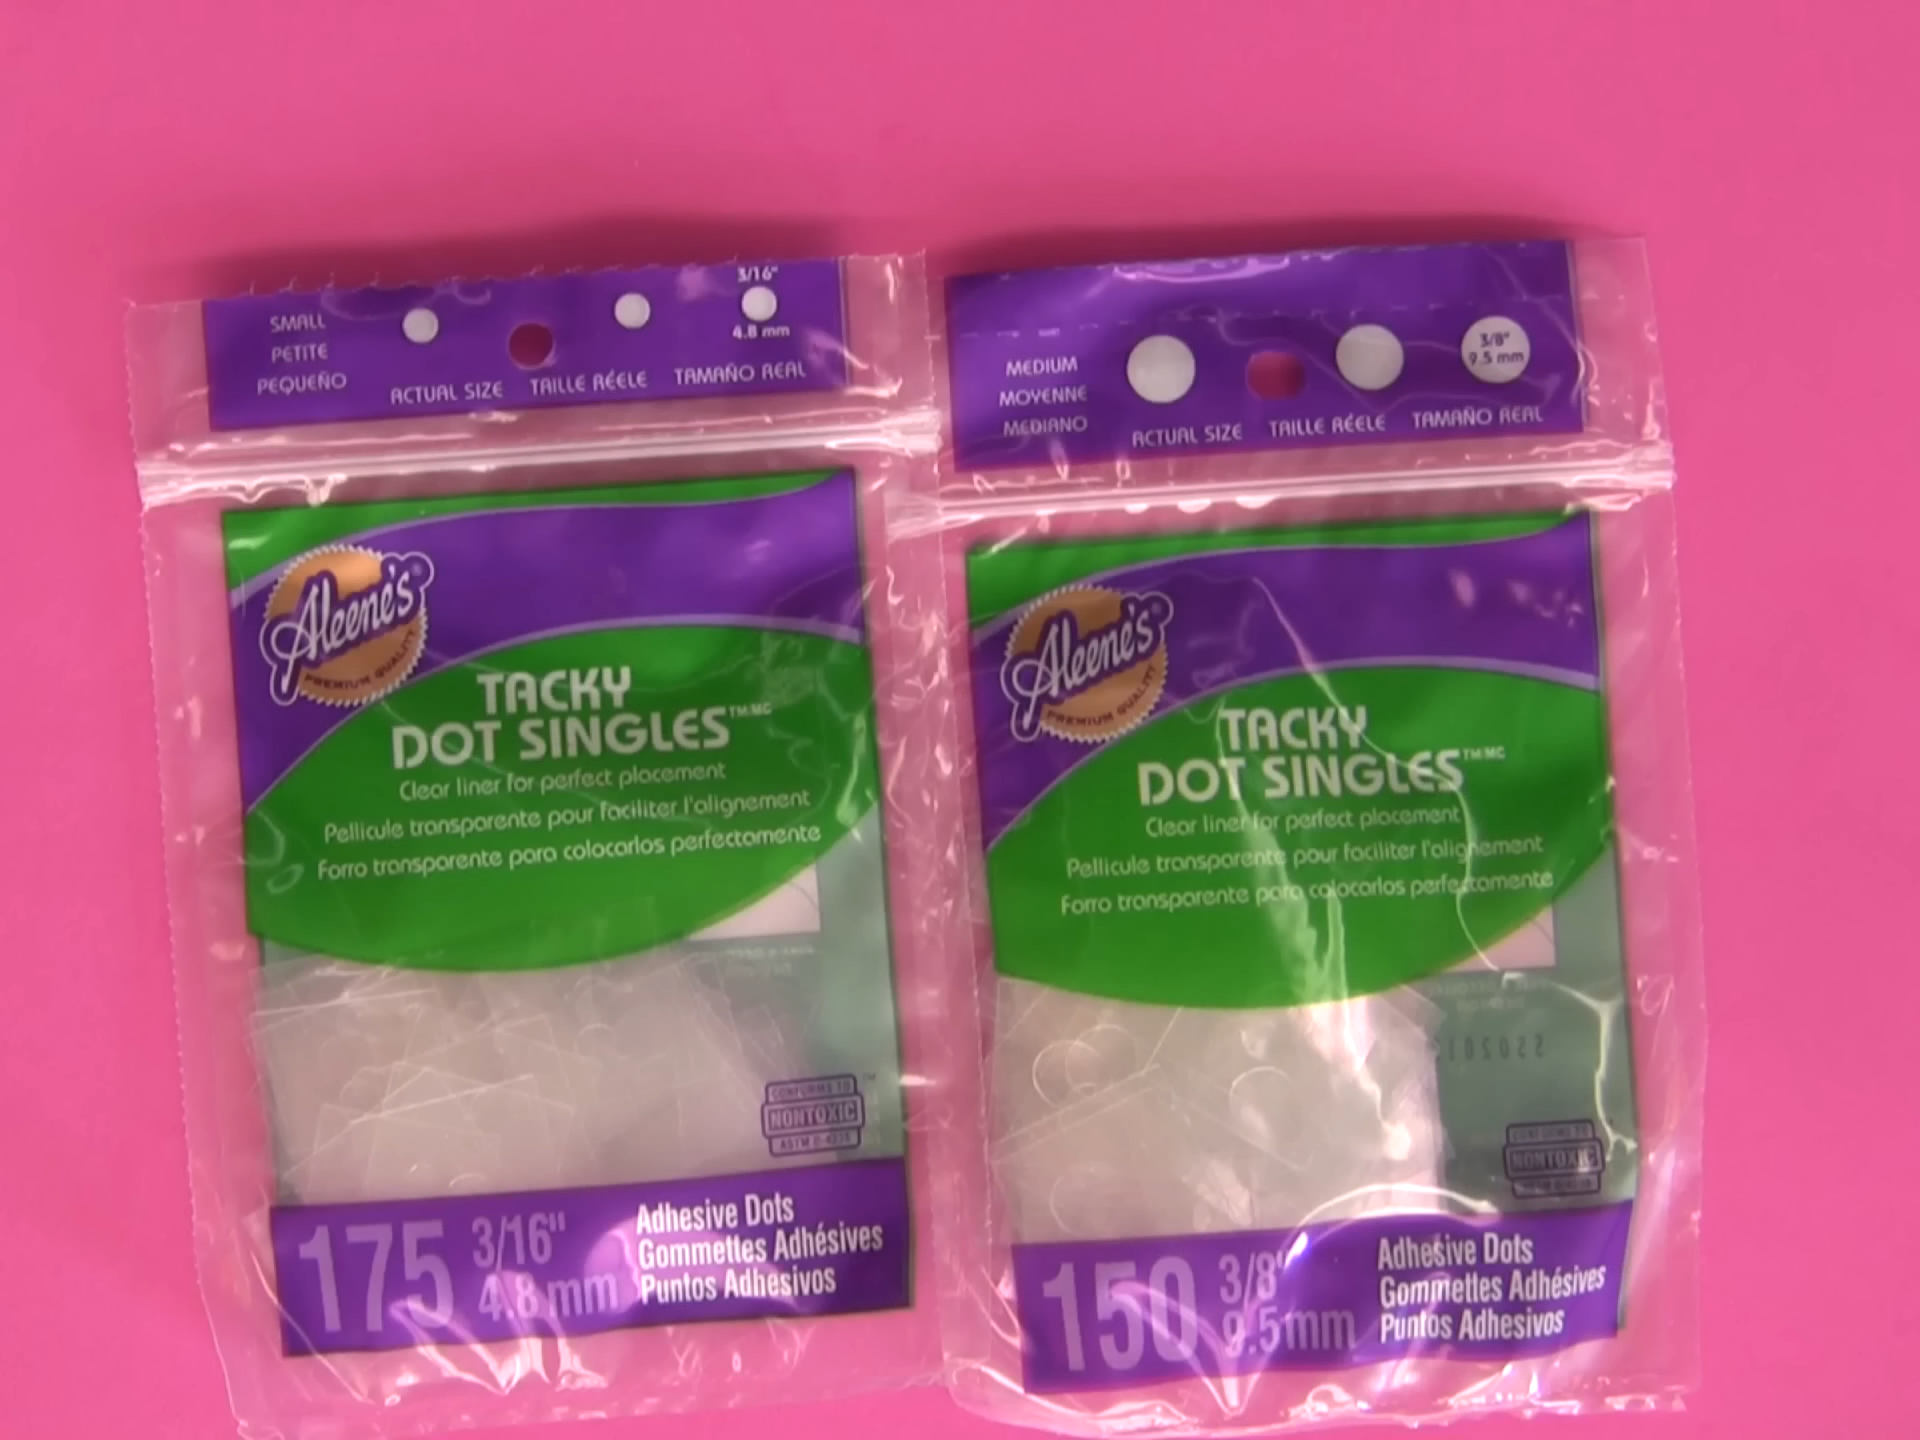 SMALL
PETITE
PEQUEÑO
ACTUAL SIZE
TAILLE RÉELE
3/16"
4.8 mm
TAMAÑO REAL
Aleene's®
PREMIUM QUALITY
TACKY
DOT SINGLES™MC
Clear liner for perfect placement
Pellicule transparente pour faciliter l'alignement
Forro transparente para colocarlos perfectamente
CONFORMS TO
NONTOXIC
175
3/16"
4.8 mm
Adhesive Dots
Gommettes Adhésives
Puntos Adhesivos
MEDIUM
MOYENNE
MEDIANO
ACTUAL SIZE
TAILLE RÉELE
3/8"
9.5 mm
TAMAÑO REAL
Aleene's®
PREMIUM QUALITY
TACKY
DOT SINGLES™MC
Clear liner for perfect placement
Pellicule transparente pour faciliter l'alignement
Forro transparente para colocarlos perfectamente
CONFORMS TO
NONTOXIC
150
3/8"
9.5mm
Adhesive Dots
Gommettes Adhésives
Puntos Adhesivos